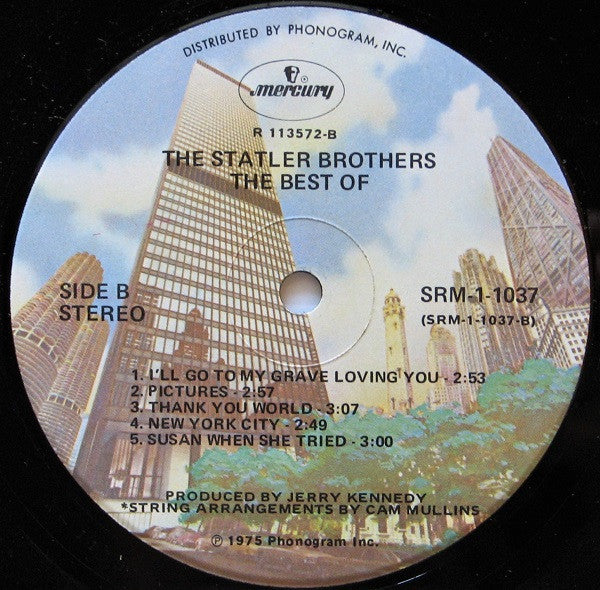 DISTRIBUTED BY PHONOGRAM, INC.
mercury
R 113572-B
THE STATLER BROTHERS
THE BEST OF
SIDE B
STEREO
SRM-1-1037
(SRM-1-1037-B)
1. I'LL GO TO MY GRAVE LOVING YOU - 2:53
2. PICTURES - 2:57
3. THANK YOU WORLD - 3:07
4. NEW YORK CITY - 2:49
5. SUSAN WHEN SHE TRIED - 3:00
PRODUCED BY JERRY KENNEDY
*STRING ARRANGEMENTS BY CAM MULLINS
℗ 1975 Phonogram Inc.